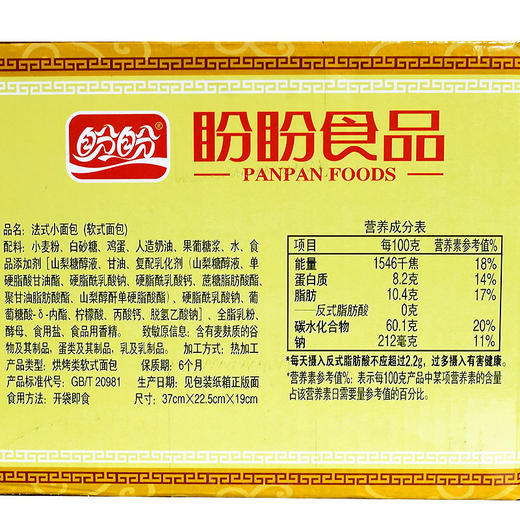 盼盼®
盼盼食品
PANPAN FOODS
品名：法式小面包 (软式面包)
配料：小麦粉、白砂糖、鸡蛋、人造奶油、果葡糖浆、水、食
品添加剂 [山梨糖醇液、甘油、复配乳化剂（山梨糖醇液、单
硬脂酸甘油酯、硬脂酰乳酸钠、硬脂酰乳酸钙、蔗糖脂肪酸酯、
聚甘油脂肪酸酯、山梨醇酐单硬脂酸酯）、硬脂酰乳酸钠、葡
萄糖酸-δ-内酯、柠檬酸、丙酸钙、脱氢乙酸钠]、全脂乳粉、
酵母、食用盐、食品用香精。 致敏原信息：含有麦麸质的谷
物及其制品，蛋类及其制品，乳及乳制品。 加工方式：热加工
产品类型：烘烤类软式面包 保质期：6个月
产品标准代号：GB/T 20981 生产日期：见包装纸箱正版面
食用方法：开袋即食 尺寸：37cm×22.5cm×19cm
营养成分表
项目 每100克 营养素参考值%
能量 1546千焦 18%
蛋白质 8.2克 14%
脂肪 10.4克 17%
—反式脂肪酸 0克
碳水化合物 60.1克 20%
钠 212毫克 11%
*每天摄入反式脂肪酸不应超过2.2g，过多摄入有害健康。
*营养素参考值%：表示每100克产品中某项营养素的含量
占该营养素日需要量参考值的百分比。